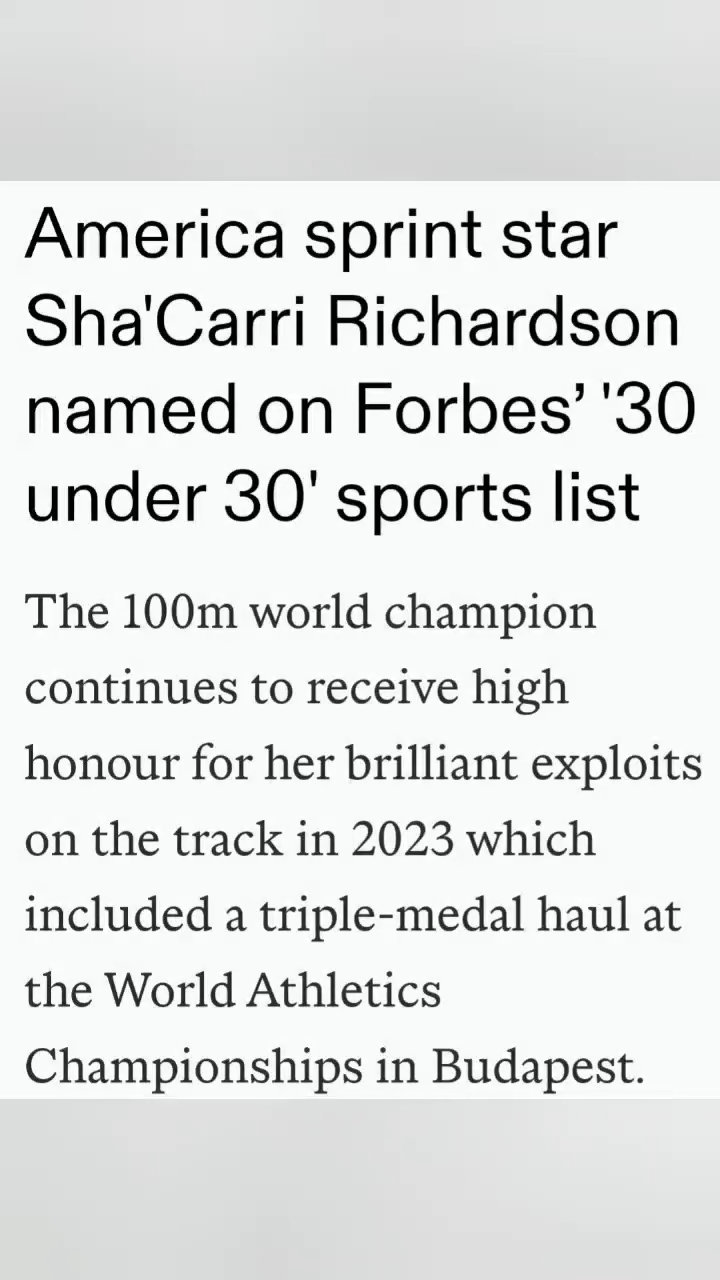 America sprint star
Sha'Carri Richardson
named on Forbes’ '30
under 30' sports list
The 100m world champion
continues to receive high
honour for her brilliant exploits
on the track in 2023 which
included a triple-medal haul at
the World Athletics
Championships in Budapest.